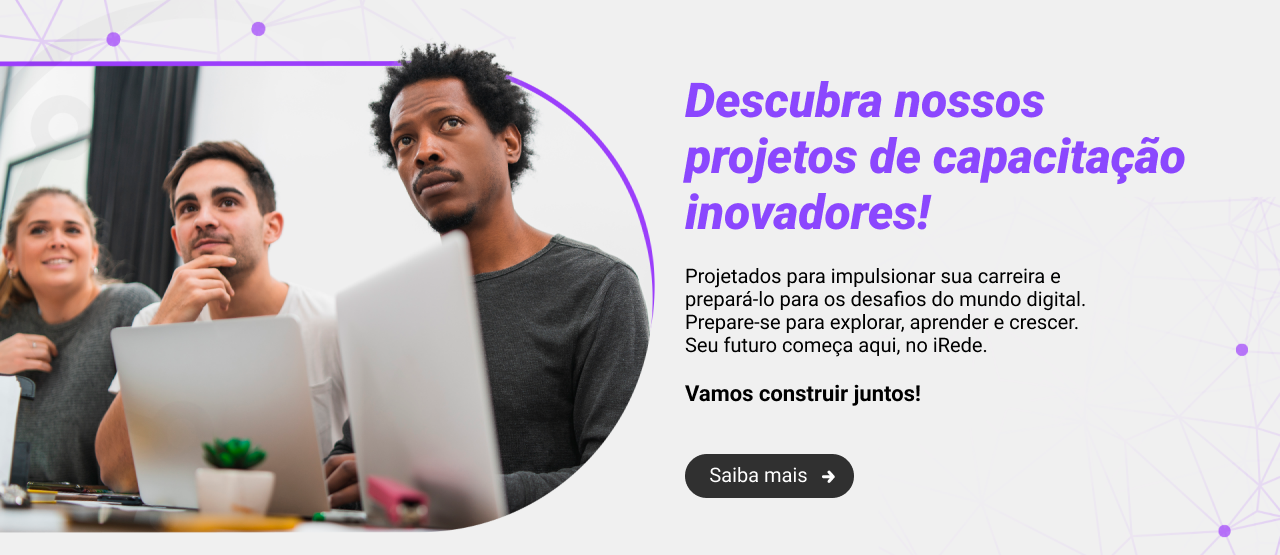 Descubra nossos
projetos de capacitação
inovadores!
Projetados para impulsionar sua carreira e
prepará-lo para os desafios do mundo digital.
Prepare-se para explorar, aprender e crescer.
Seu futuro começa aqui, no iRede.
Vamos construir juntos!
Saiba mais